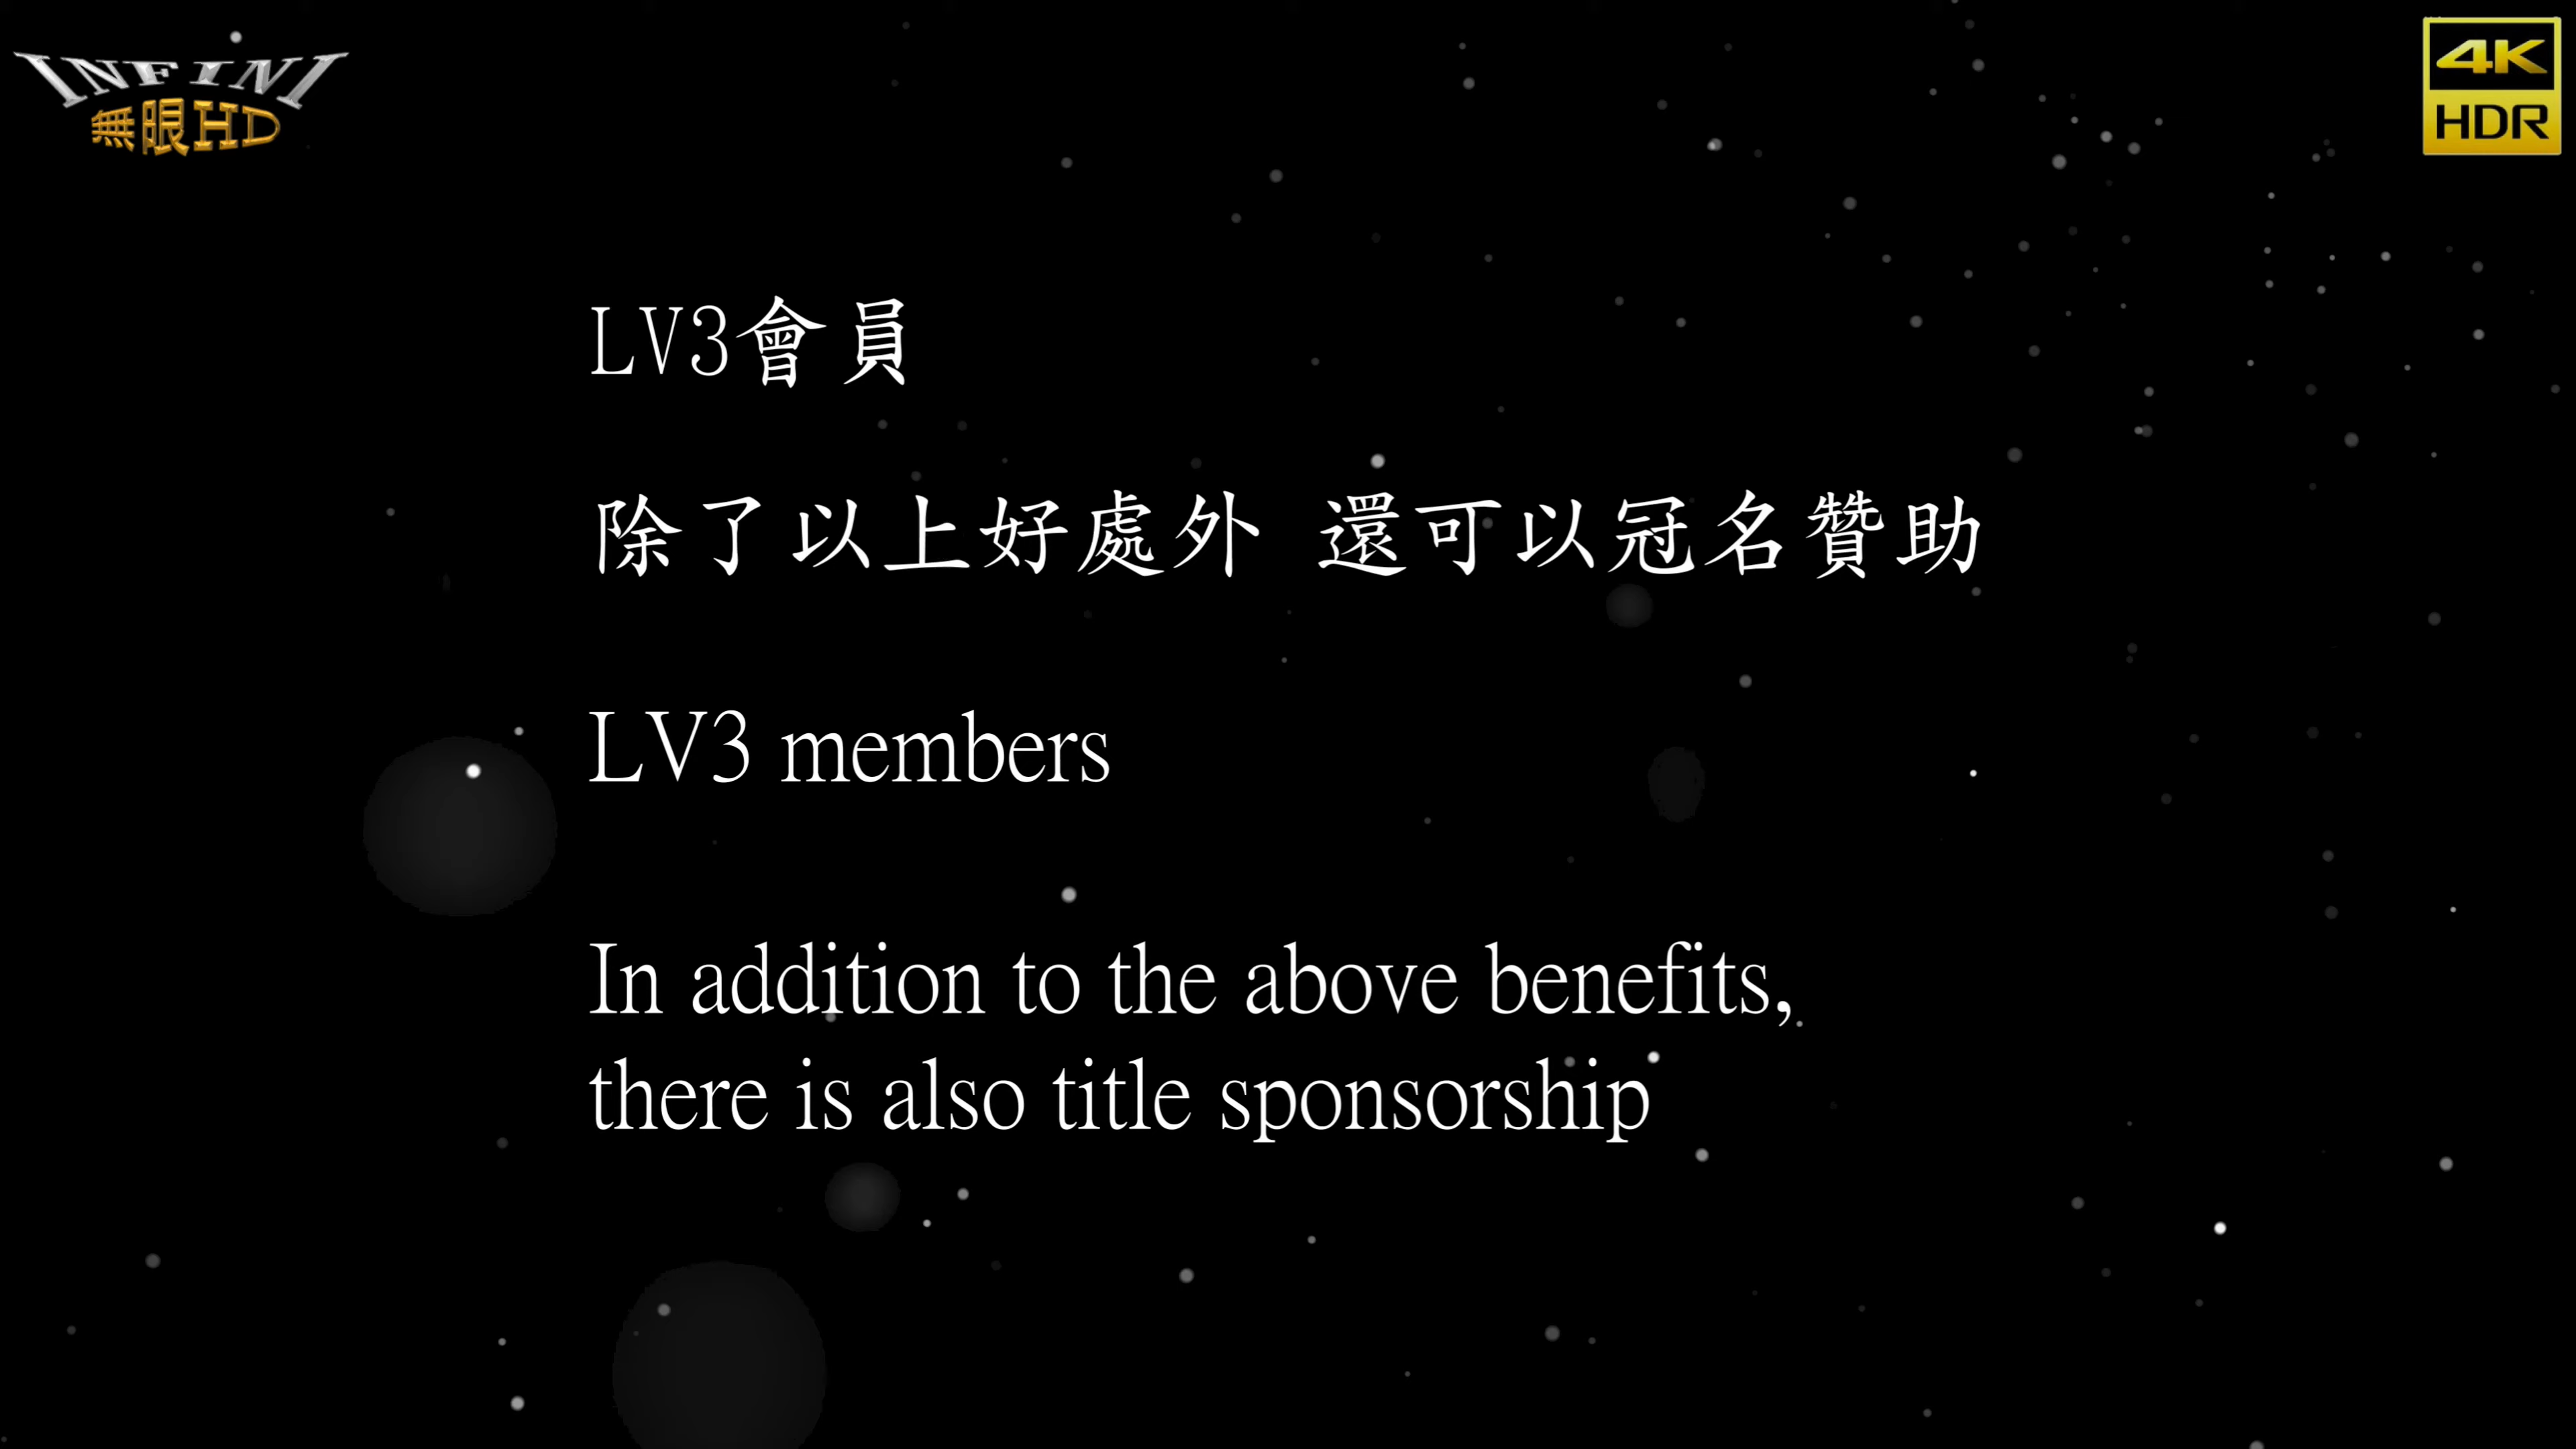 INFINI
無限HD
4K
HDR
LV3會員
除了以上好處外 還可以冠名贊助
LV3 members
In addition to the above benefits,
there is also title sponsorship